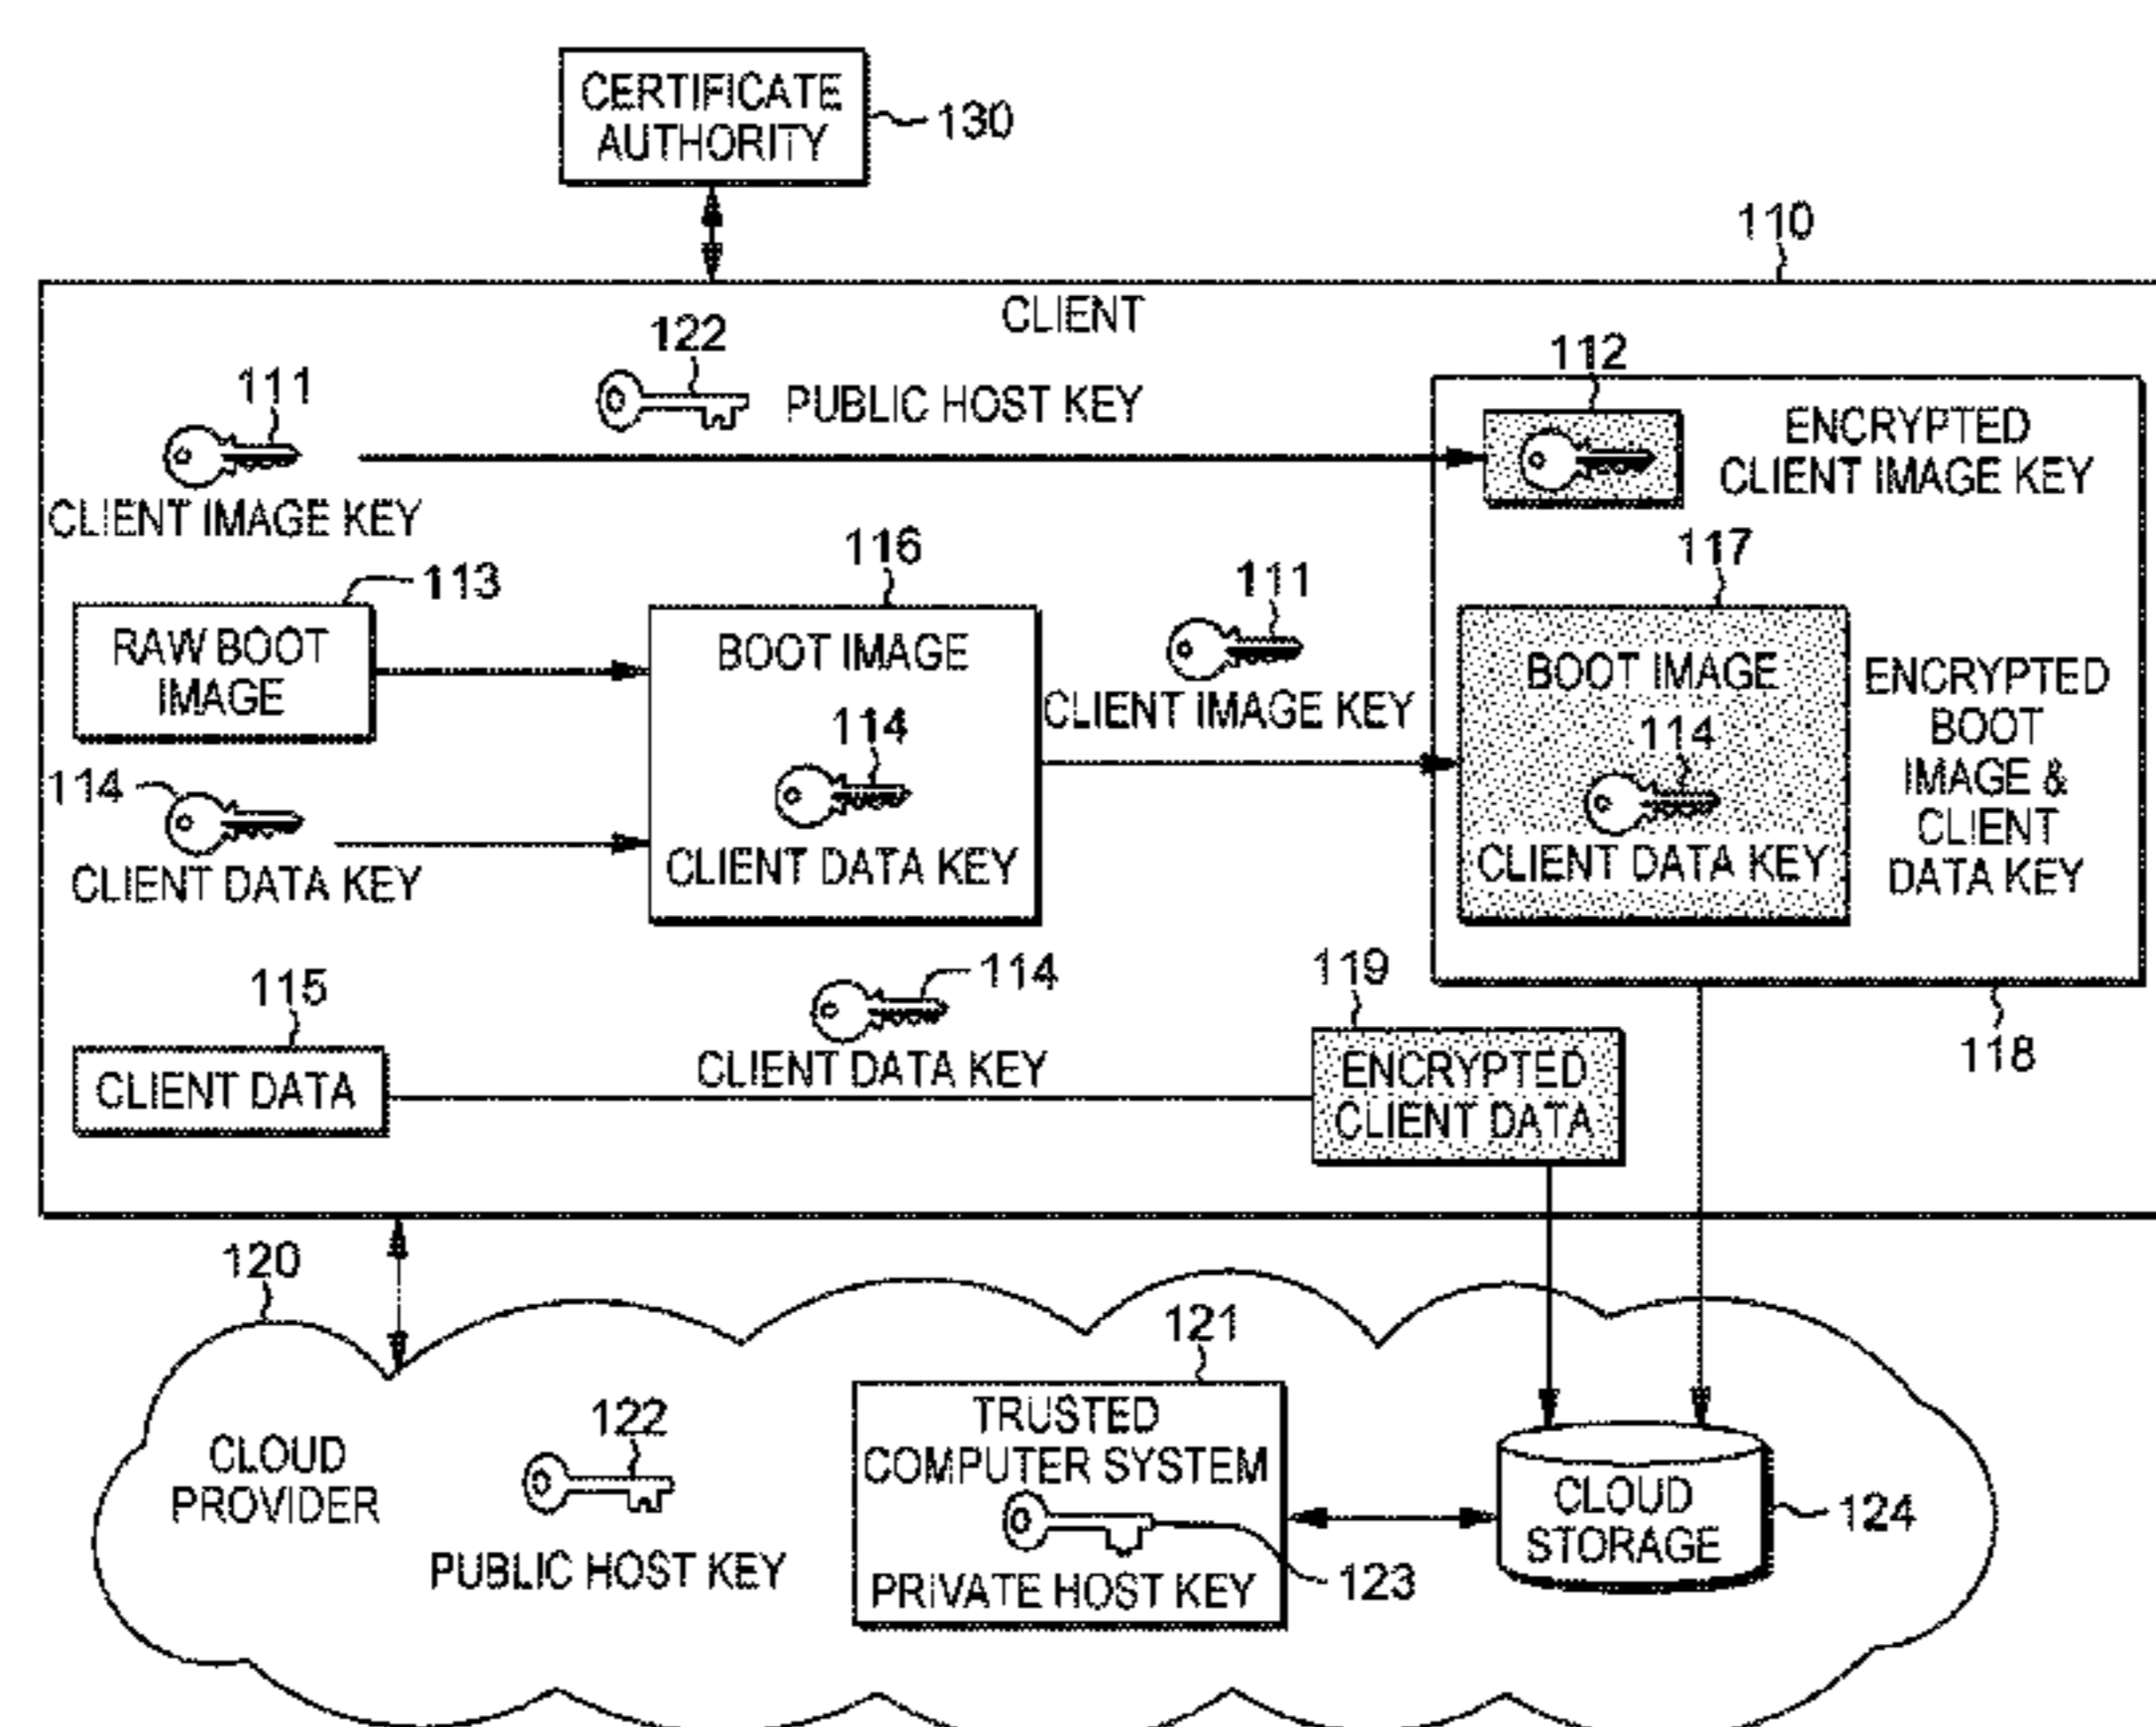 CERTIFICATE
AUTHORITY
130
110
CLIENT
122
PUBLIC HOST KEY
111
CLIENT IMAGE KEY
112
ENCRYPTED
CLIENT IMAGE KEY
113
RAW BOOT
IMAGE
114
CLIENT DATA KEY
116
BOOT IMAGE
114
CLIENT DATA KEY
111
CLIENT IMAGE KEY
117
BOOT IMAGE
114
CLIENT DATA KEY
ENCRYPTED
BOOT
IMAGE &
CLIENT
DATA KEY
118
115
CLIENT DATA
114
CLIENT DATA KEY
119
ENCRYPTED
CLIENT DATA
120
CLOUD
PROVIDER
122
PUBLIC HOST KEY
121
TRUSTED
COMPUTER SYSTEM
PRIVATE HOST KEY
123
CLOUD
STORAGE
124